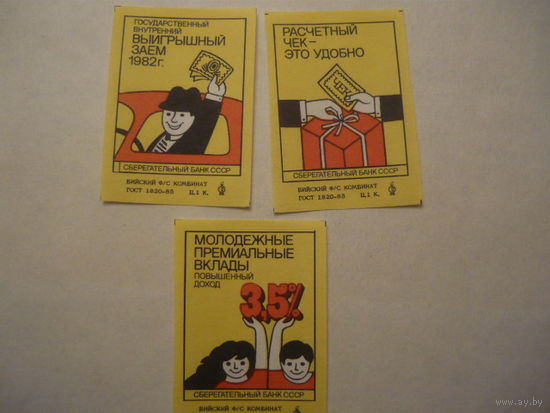 ГОСУДАРСТВЕННЫЙ
ВНУТРЕННИЙ
ВЫИГРЫШНЫЙ
ЗАЕМ
1982г.
СБЕРЕГАТЕЛЬНЫЙ БАНК СССР
БИЙСКИЙ Ф/С КОМБИНАТ
ГОСТ 1820-85 Ц.1 К.
РАСЧЕТНЫЙ
ЧЕК –
ЭТО УДОБНО
ЧЕК
СБЕРЕГАТЕЛЬНЫЙ БАНК СССР
БИЙСКИЙ Ф/С КОМБИНАТ
ГОСТ 1820-85 Ц.1 К.
МОЛОДЕЖНЫЕ
ПРЕМИАЛЬНЫЕ
ВКЛАДЫ
ПОВЫШЕННЫЙ
ДОХОД
3,5%
СБЕРЕГАТЕЛЬНЫЙ БАНК СССР
БИЙСКИЙ Ф/С КОМБИНАТ
www.ay.by